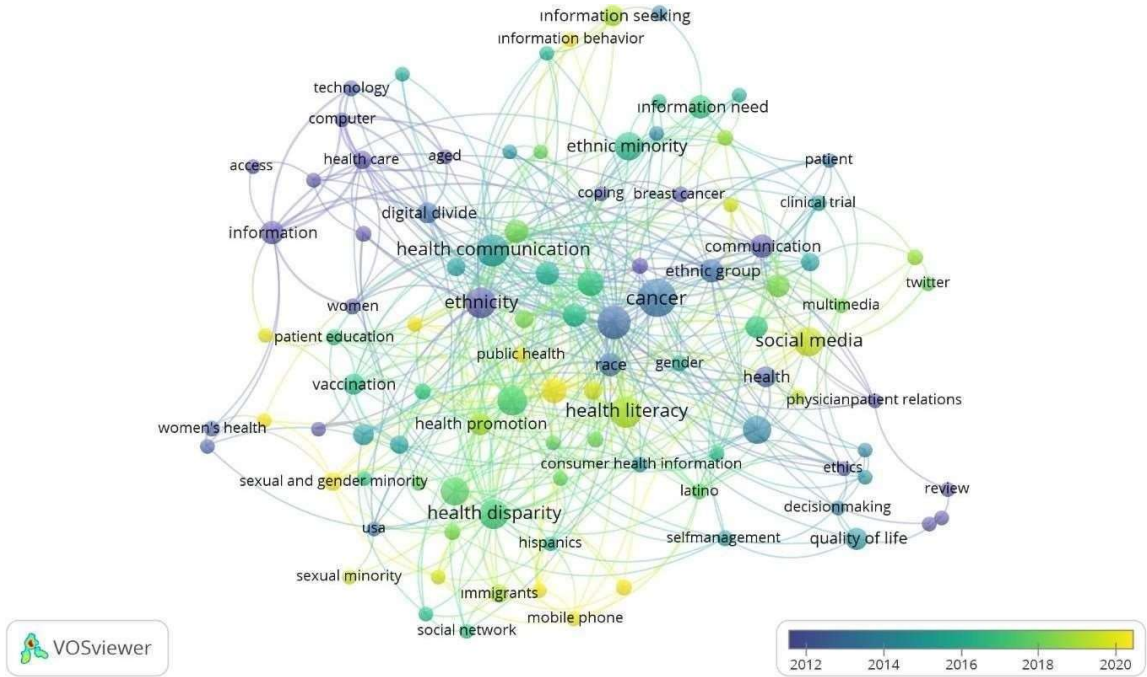 information seeking
information behavior
technology
information need
computer
ethnic minority
health care
aged
access
patient
coping
breast cancer
clinical trial
digital divide
information
health communication
communication
ethnic group
twitter
ethnicity
cancer
women
multimedia
patient education
social media
public health
race
gender
vaccination
health
health literacy
physicianpatient relations
health promotion
women's health
consumer health information
ethics
sexual and gender minority
latino
review
decisionmaking
health disparity
usa
hispanics
selfmanagement
quality of life
sexual minority
immigrants
mobile phone
social network
VOSviewer
2012 2014 2016 2018 2020